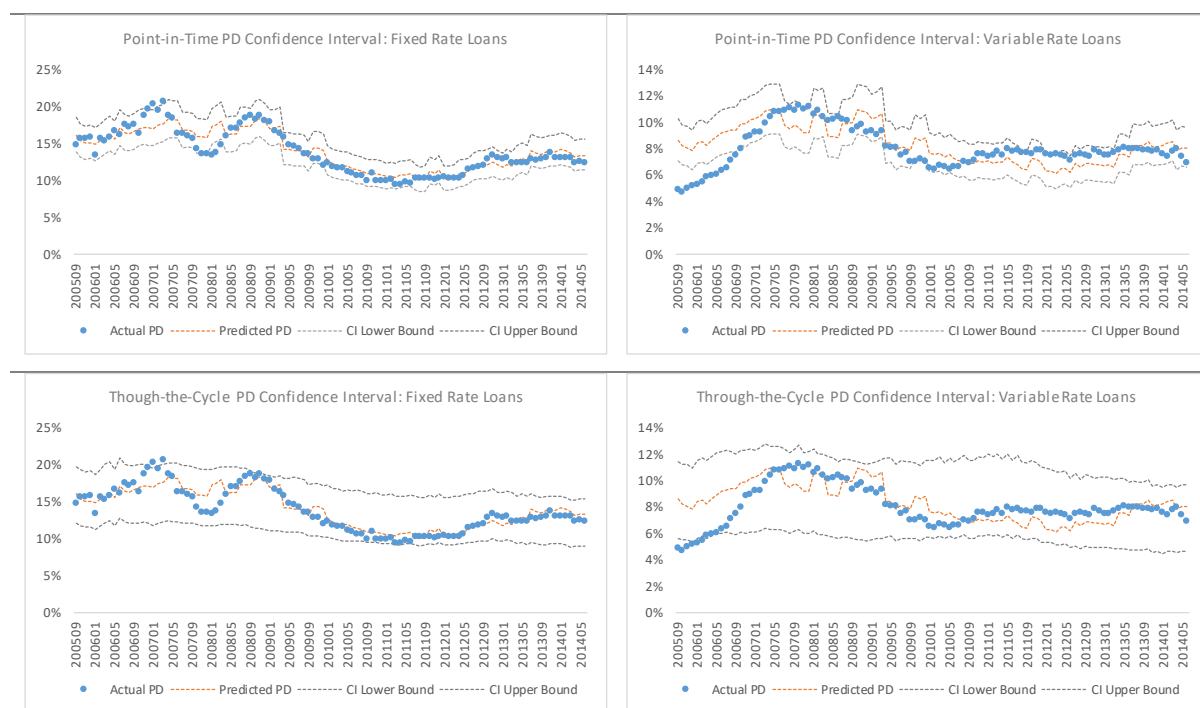 Point-in-Time PD Confidence Interval: Fixed Rate Loans
25%
20%
15%
10%
5%
0%
200509 200601 200605 200609 200701 200705 200709 200801 200805 200809 200901 200905 200909 201001 201005 201009 201101 201105 201109 201201 201205 201209 201301 201305 201309 201401 201405
Actual PD Predicted PD CI Lower Bound CI Upper Bound
Point-in-Time PD Confidence Interval: Variable Rate Loans
14%
12%
10%
8%
6%
4%
2%
0%
200509 200601 200605 200609 200701 200705 200709 200801 200805 200809 200901 200905 200909 201001 201005 201009 201101 201105 201109 201201 201205 201209 201301 201305 201309 201401 201405
Actual PD Predicted PD CI Lower Bound CI Upper Bound
Though-the-Cycle PD Confidence Interval: Fixed Rate Loans
25%
20%
15%
10%
5%
0%
200509 200601 200605 200609 200701 200705 200709 200801 200805 200809 200901 200905 200909 201001 201005 201009 201101 201105 201109 201201 201205 201209 201301 201305 201309 201401 201405
Actual PD Predicted PD CI Lower Bound CI Upper Bound
Through-the-Cycle PD Confidence Interval: Variable Rate Loans
14%
12%
10%
8%
6%
4%
2%
0%
200509 200601 200605 200609 200701 200705 200709 200801 200805 200809 200901 200905 200909 201001 201005 201009 201101 201105 201109 201201 201205 201209 201301 201305 201309 201401 201405
Actual PD Predicted PD CI Lower Bound CI Upper Bound